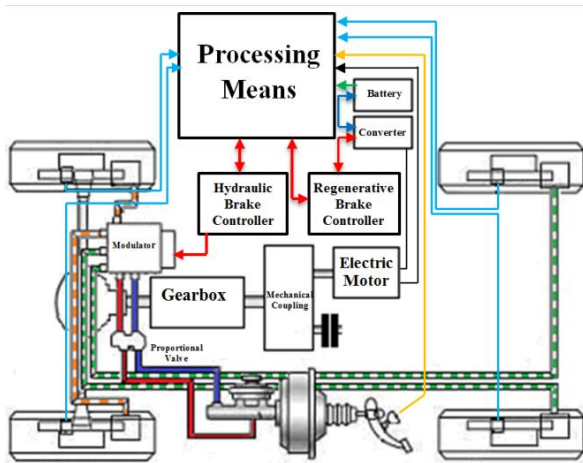 Processing
Means
Battery
Converter
Hydraulic
Brake
Controller
Regenerative
Brake
Controller
Modulator
Electric
Motor
Gearbox
Mechanical
Coupling
Proportional
Valve